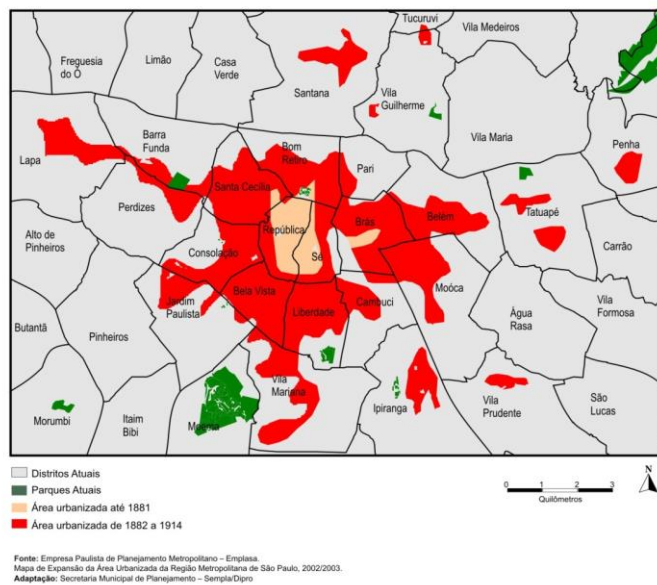 Tucuruvi
Vila Medeiros
Freguesia
do Ó
Limão
Casa
Verde
Santana
Vila
Guilherme
Vila Maria
Penha
Lapa
Barra
Funda
Bom
Retiro
Pari
Santa Cecília
Perdizes
Brás
Belém
Tatuapé
República
Sé
Alto de
Pinheiros
Consolação
Carrão
Moóca
Bela Vista
Liberdade
Cambuci
Jardim
Paulista
Água
Rasa
Vila
Formosa
Butantã
Pinheiros
Vila
Mariana
Ipiranga
Vila
Prudente
São
Lucas
Morumbi
Itaim
Bibi
Moema
Distritos Atuais
Parques Atuais
Área urbanizada até 1881
Área urbanizada de 1882 a 1914
0 1 2 3
Quilômetros
N
Fonte: Empresa Paulista de Planejamento Metropolitano – Emplasa.
Mapa de Expansão da Área Urbanizada da Região Metropolitana de São Paulo, 2002/2003.
Adaptação: Secretaria Municipal de Planejamento – Sempla/Dipro